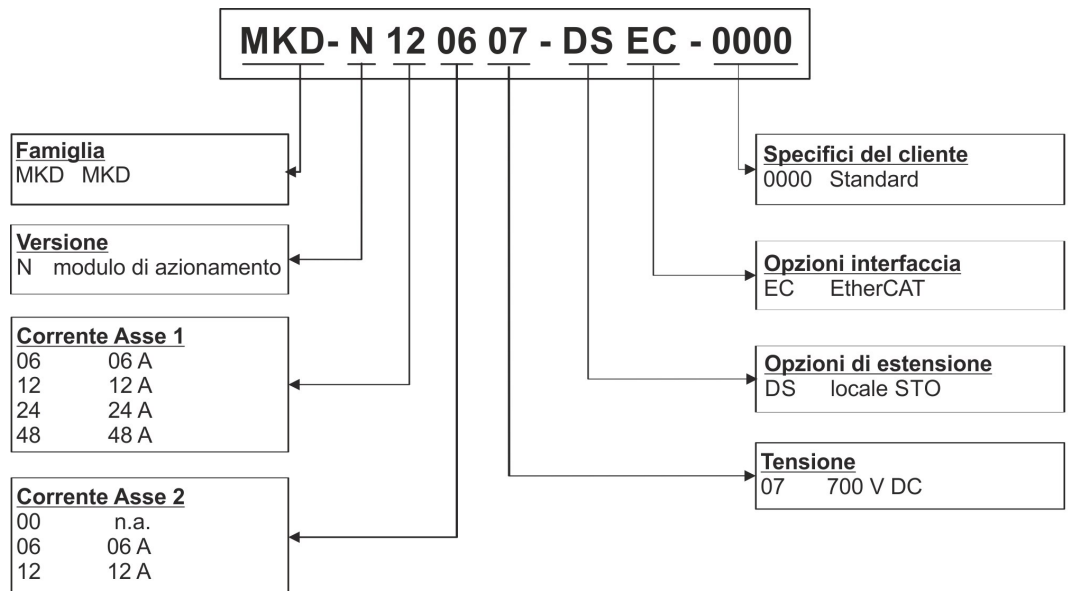 MKD- N 12 06 07 - DS EC - 0000
Famiglia
MKD MKD
Versione
N modulo di azionamento
Corrente Asse 1
06 06 A
12 12 A
24 24 A
48 48 A
Corrente Asse 2
00 n.a.
06 06 A
12 12 A
Specifici del cliente
0000 Standard
Opzioni interfaccia
EC EtherCAT
Opzioni di estensione
DS locale STO
Tensione
07 700 V DC